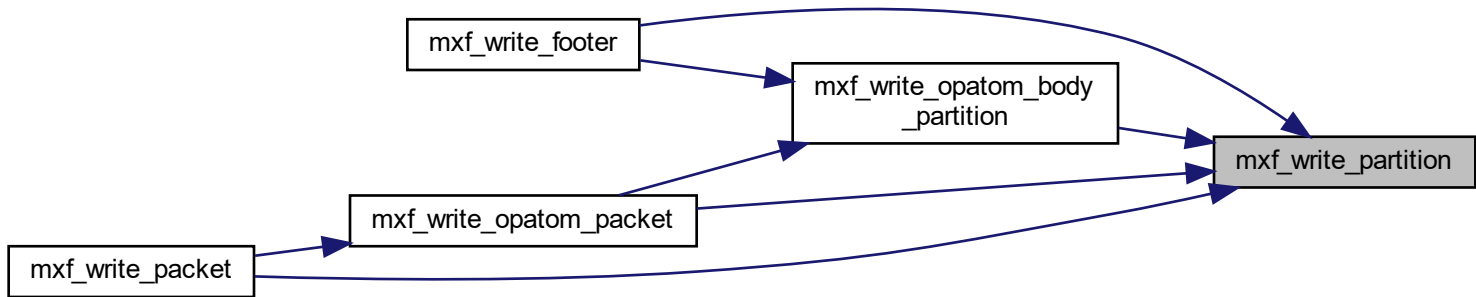 mxf_write_footer
mxf_write_opatom_body
_partition
mxf_write_partition
mxf_write_opatom_packet
mxf_write_packet